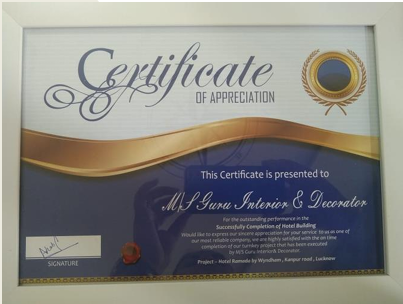 Certificate
OF APPRECIATION
This Certificate is presented to
M/S Guru Interior & Decorator
For the outstanding performance in the
Successfully Completion of Hotel Building
Would like to express our sincere appreciation for your service to us as one of
our most reliable company, we are highly satisfied with the on time
completion of our turnkey project that has been executed
by M/S Guru Interior& Decorator
Project - Hotel Ramada by Wyndham , Kanpur road , Lucknow
SIGNATURE